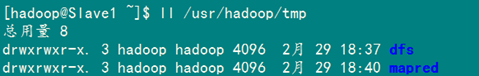 [hadoop@Slave1 ~]$ ll /usr/hadoop/tmp
总用量 8
drwxrwxr-x. 3 hadoop hadoop 4096  2月 29 18:37 dfs
drwxrwxr-x. 3 hadoop hadoop 4096  2月 29 18:40 mapred